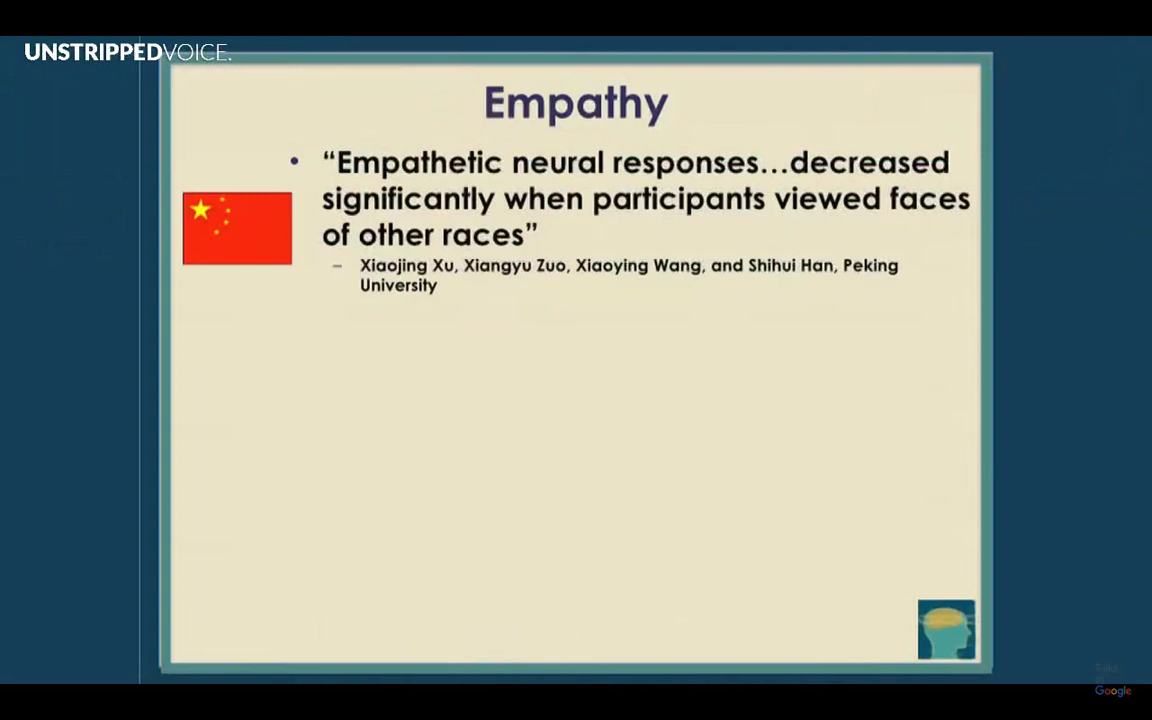 UNSTRIPPEDVOICE.
Empathy
• “Empathetic neural responses…decreased
significantly when participants viewed faces
of other races”
– Xiaojing Xu, Xiangyu Zuo, Xiaoying Wang, and Shihui Han, Peking
University
Google